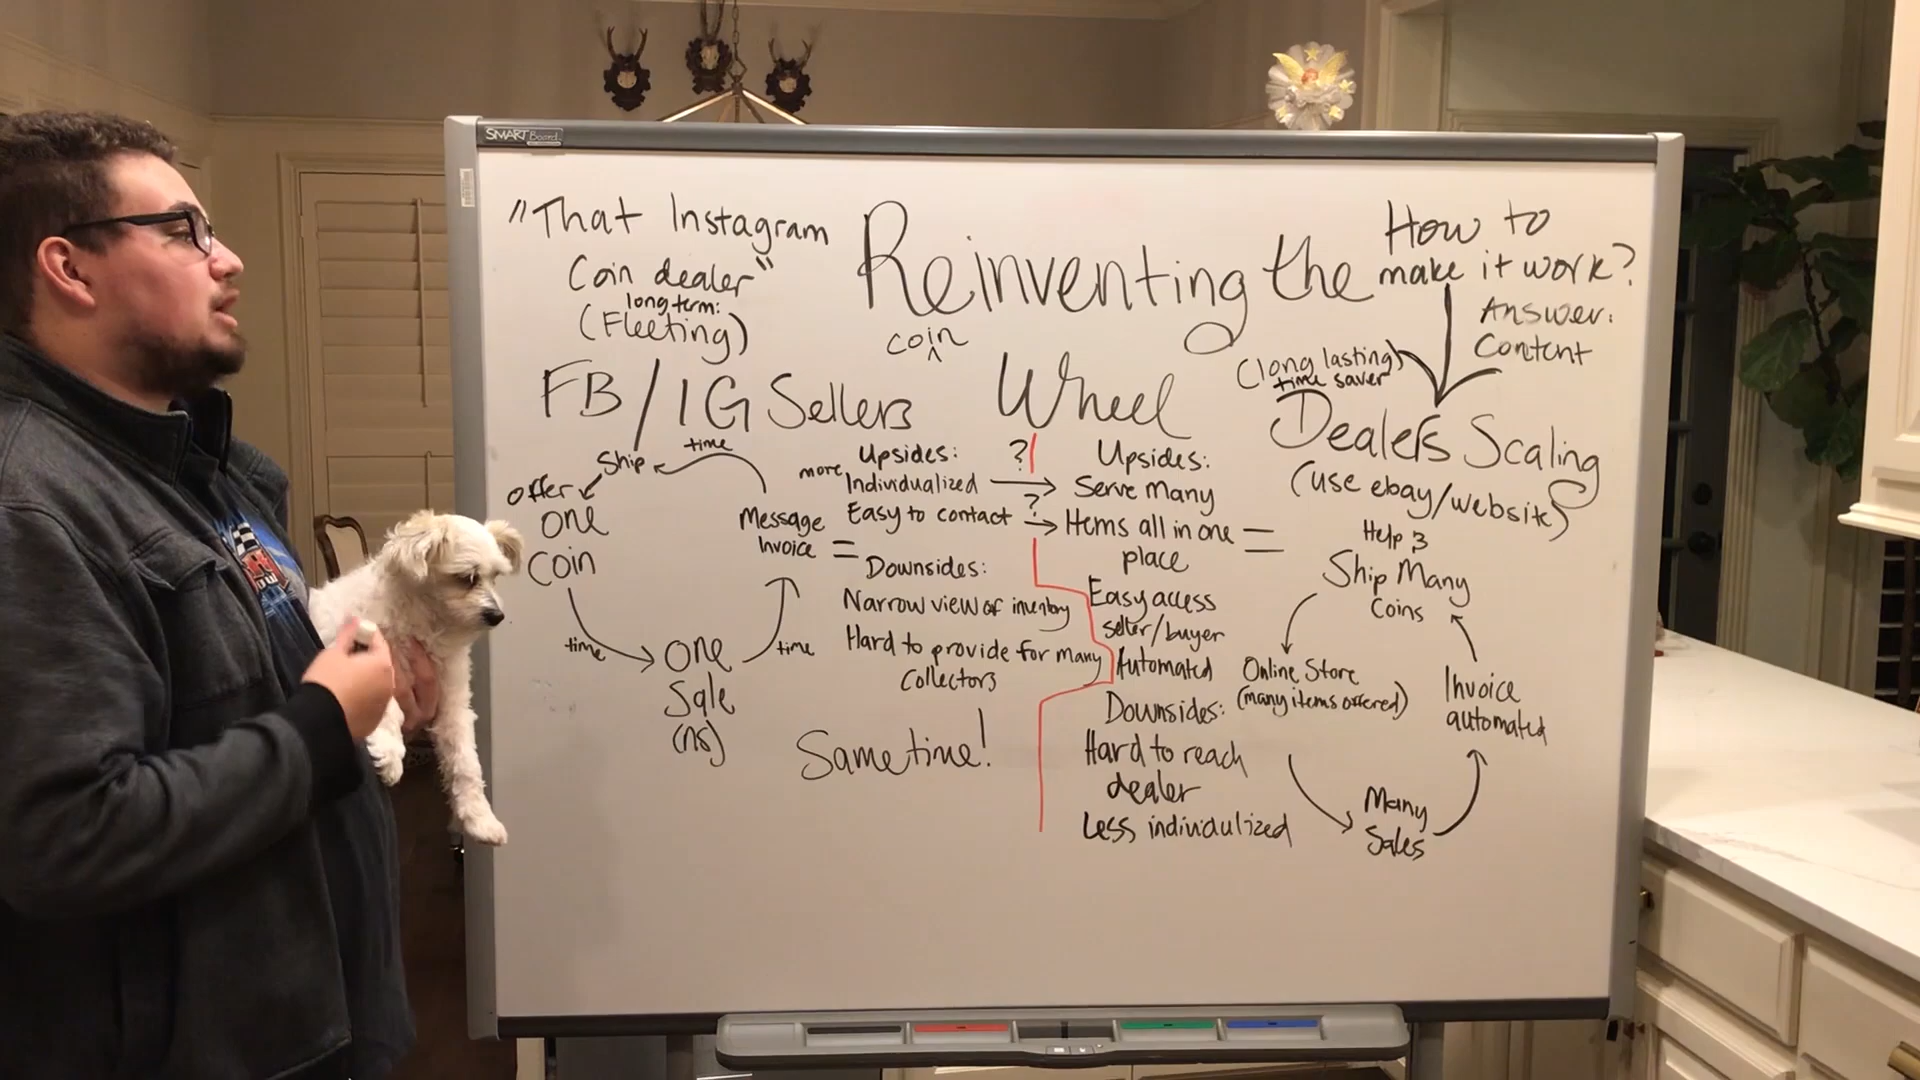 SMART Board
"That Instagram
Coin dealer"
long term:
(Fleeting)
Reinventing the
coin
^
Wheel
How to
make it work?
Answer:
Content
(long lasting)
time saver
FB/IG Sellers
Ship
time
offer
one
coin
time
one
Sale
(ns)
time
Message
Invoice =
Upsides:
more Individualized
Easy to contact
Downsides:
Narrow view of inventory
Hard to provide for many
Collectors
Same time!
?
?
Upsides:
Serve Many
Items all in one =
place
Easy access
seller/buyer
Automated
Downsides:
Hard to reach
dealer
Less individulized
Dealers Scaling
(use ebay/website)
Help &
Ship Many
Coins
Online Store
(many items offered)
Many
Sales
Invoice
automated